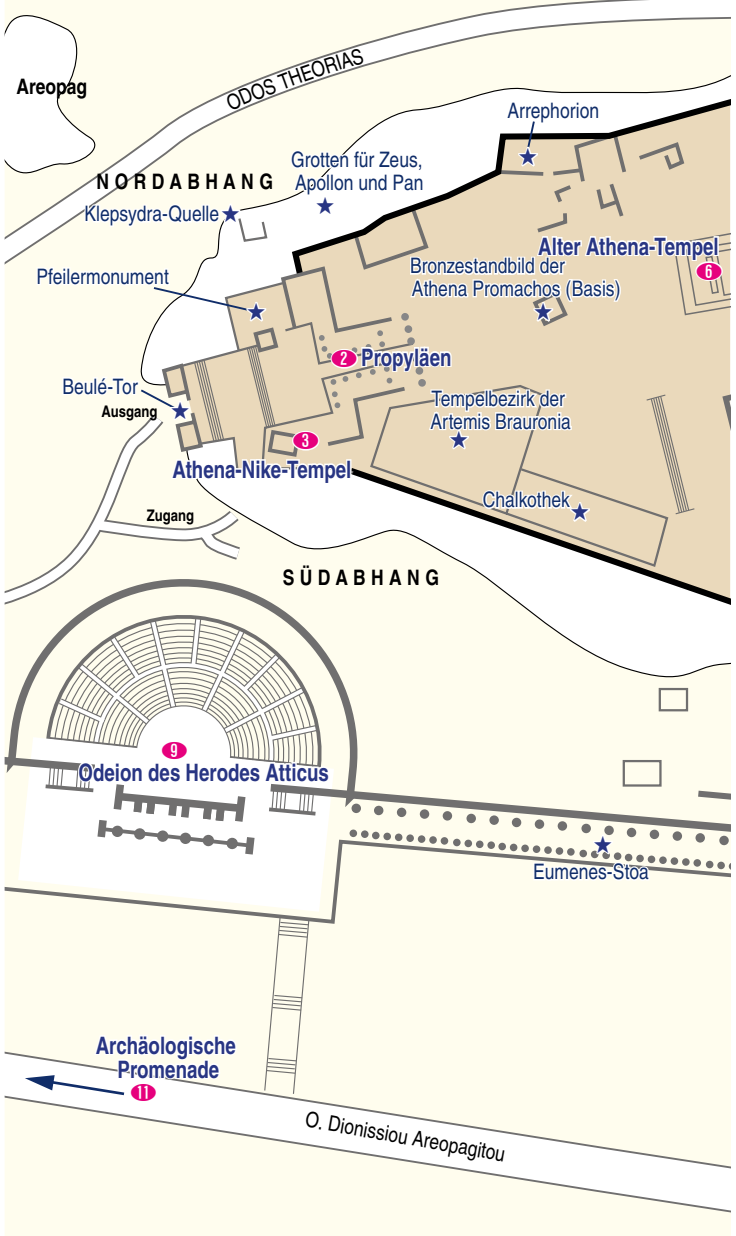 Areopag
ODOS THEORIAS
Arrephorion
NORDABHANG
Grotten für Zeus,
Apollon und Pan
Klepsydra-Quelle
Alter Athena-Tempel
6
Bronzestandbild der
Athena Promachos (Basis)
Pfeilermonument
2 Propyläen
Beulé-Tor
Ausgang
Tempelbezirk der
Artemis Brauronia
3
Athena-Nike-Tempel
Chalkothek
Zugang
SÜDABHANG
9
Odeion des Herodes Atticus
Eumenes-Stoa
Archäologische
Promenade
11
O. Dionissiou Areopagitou